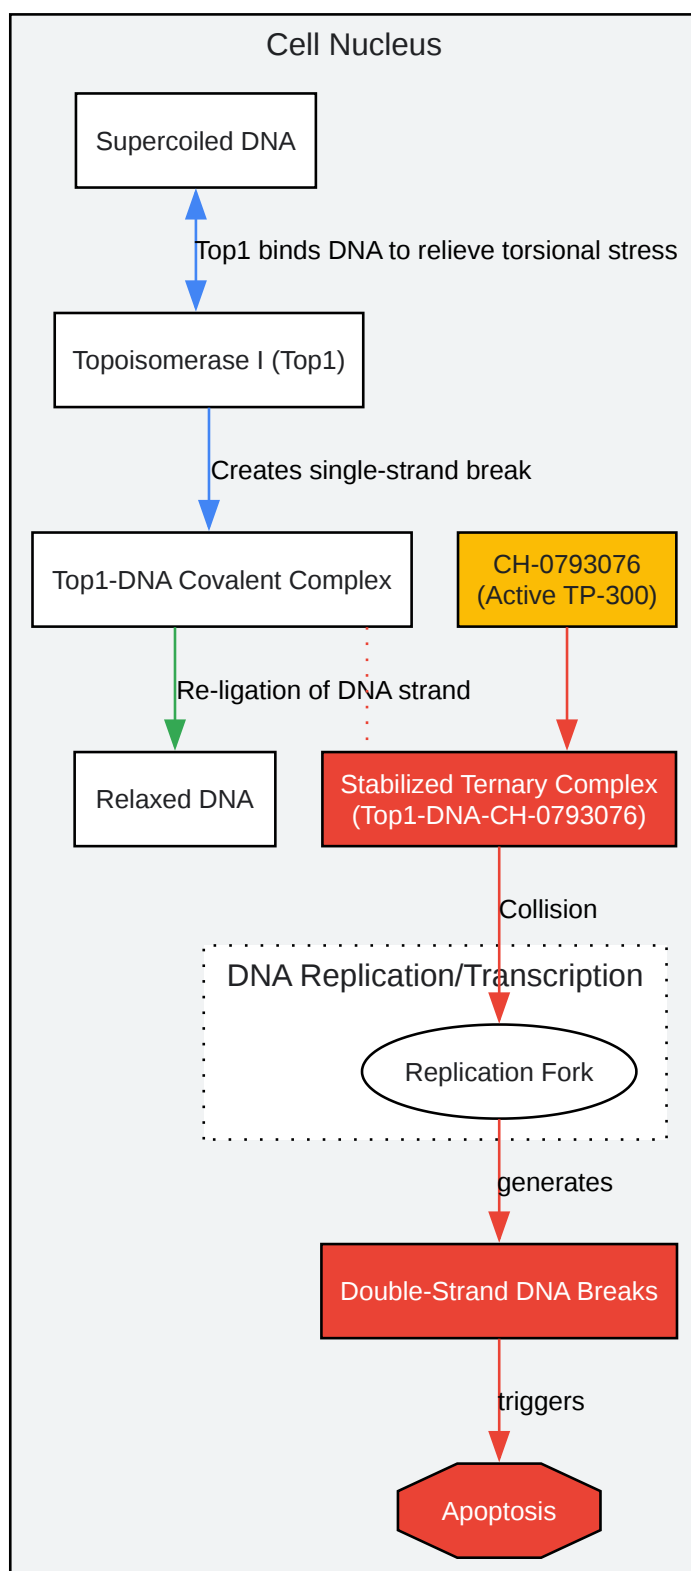 Cell Nucleus
Supercoiled DNA
Top1 binds DNA to relieve torsional stress
Topoisomerase I (Top1)
Creates single-strand break
Top1-DNA Covalent Complex
CH-0793076
(Active TP-300)
Re-ligation of DNA strand
Relaxed DNA
Stabilized Ternary Complex
(Top1-DNA-CH-0793076)
Collision
DNA Replication/Transcription
Replication Fork
generates
Double-Strand DNA Breaks
triggers
Apoptosis